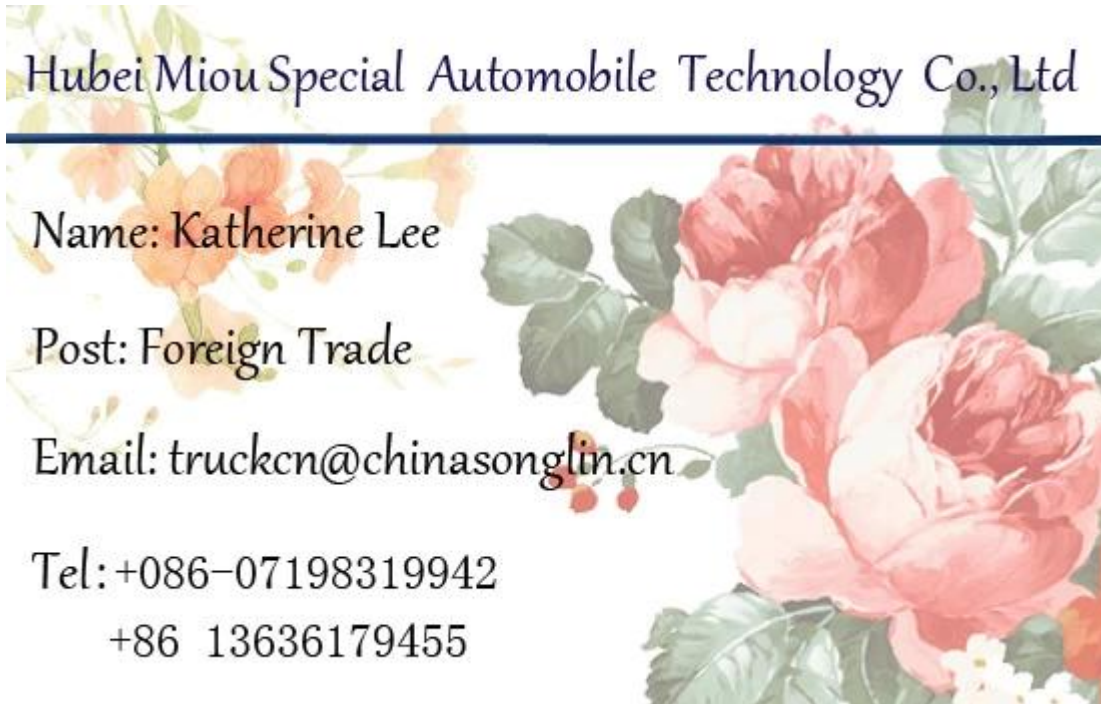 Hubei Miou Special Automobile Technology Co., Ltd
Name: Katherine Lee
Post: Foreign Trade
Email: truckcn@chinasonglin.cn
Tel:+086-07198319942
+86 13636179455